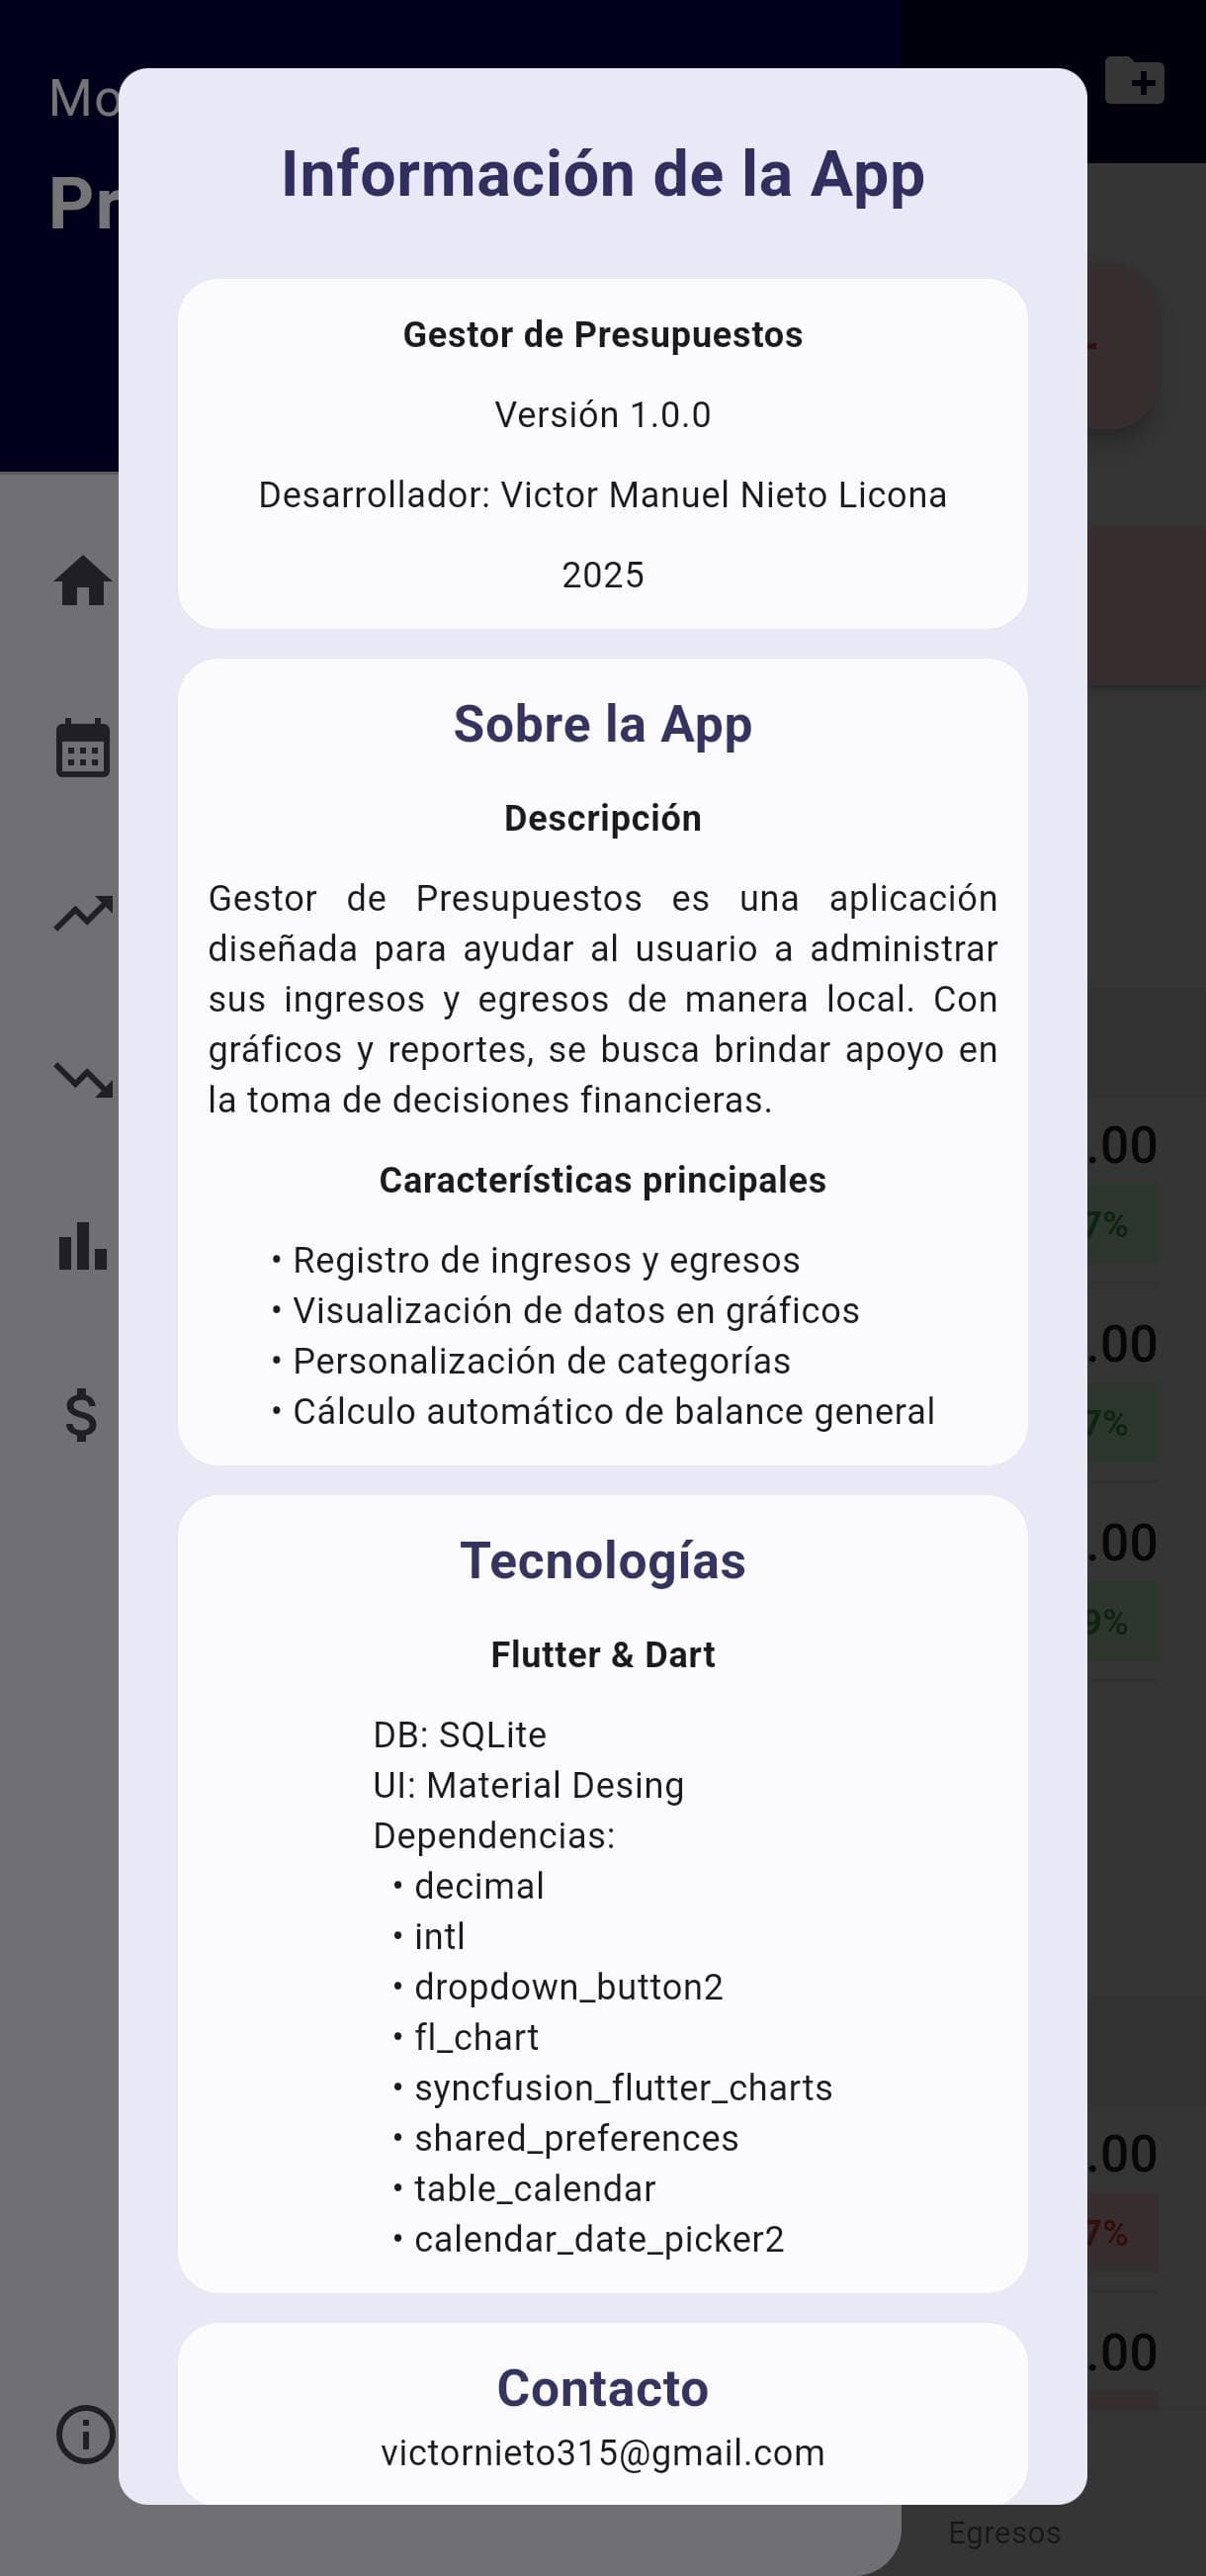 Información de la App
Gestor de Presupuestos
Versión 1.0.0
Desarrollador: Victor Manuel Nieto Licona
2025
Sobre la App
Descripción
Gestor de Presupuestos es una aplicación
diseñada para ayudar al usuario a administrar
sus ingresos y egresos de manera local. Con
gráficos y reportes, se busca brindar apoyo en
la toma de decisiones financieras.
Características principales
• Registro de ingresos y egresos
• Visualización de datos en gráficos
• Personalización de categorías
• Cálculo automático de balance general
Tecnologías
Flutter & Dart
DB: SQLite
UI: Material Desing
Dependencias:
• decimal
• intl
• dropdown_button2
• fl_chart
• syncfusion_flutter_charts
• shared_preferences
• table_calendar
• calendar_date_picker2
Contacto
victornieto315@gmail.com
.00
7%
.00
7%
.00
9%
.00
7%
.00
Egresos